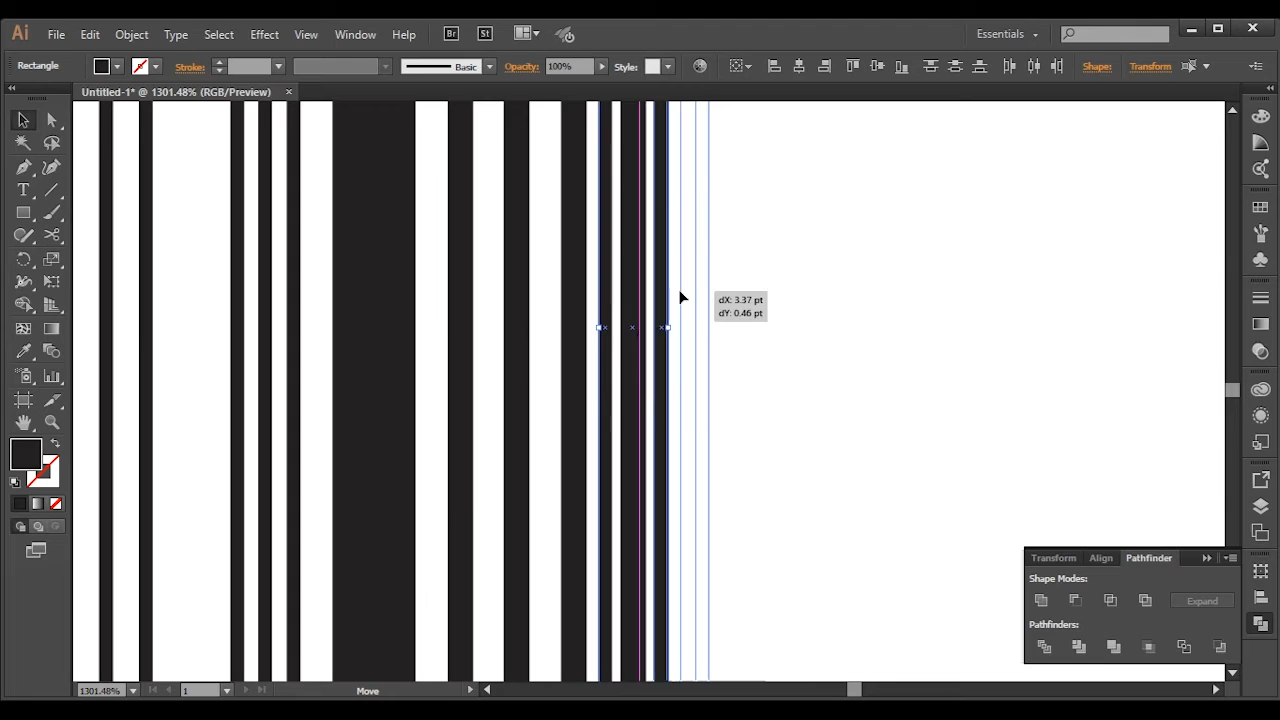 Ai File Edit Object Type Select Effect View Window Help Br St Essentials
Rectangle Stroke: Basic Opacity: 100% Style: Shape: Transform
Untitled-1* @ 1301.48% (RGB/Preview)
dX: 3.37 pt
dY: 0.46 pt
Transform Align Pathfinder
Shape Modes:
Expand
Pathfinders:
1301.48% 1 Move